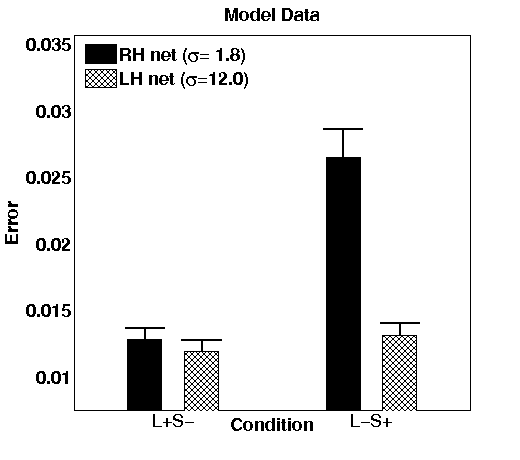 Model Data
0.035
0.03
0.025
0.02
0.015
0.01
Error
RH net (σ= 1.8)
LH net (σ=12.0)
L+S−
L−S+
Condition